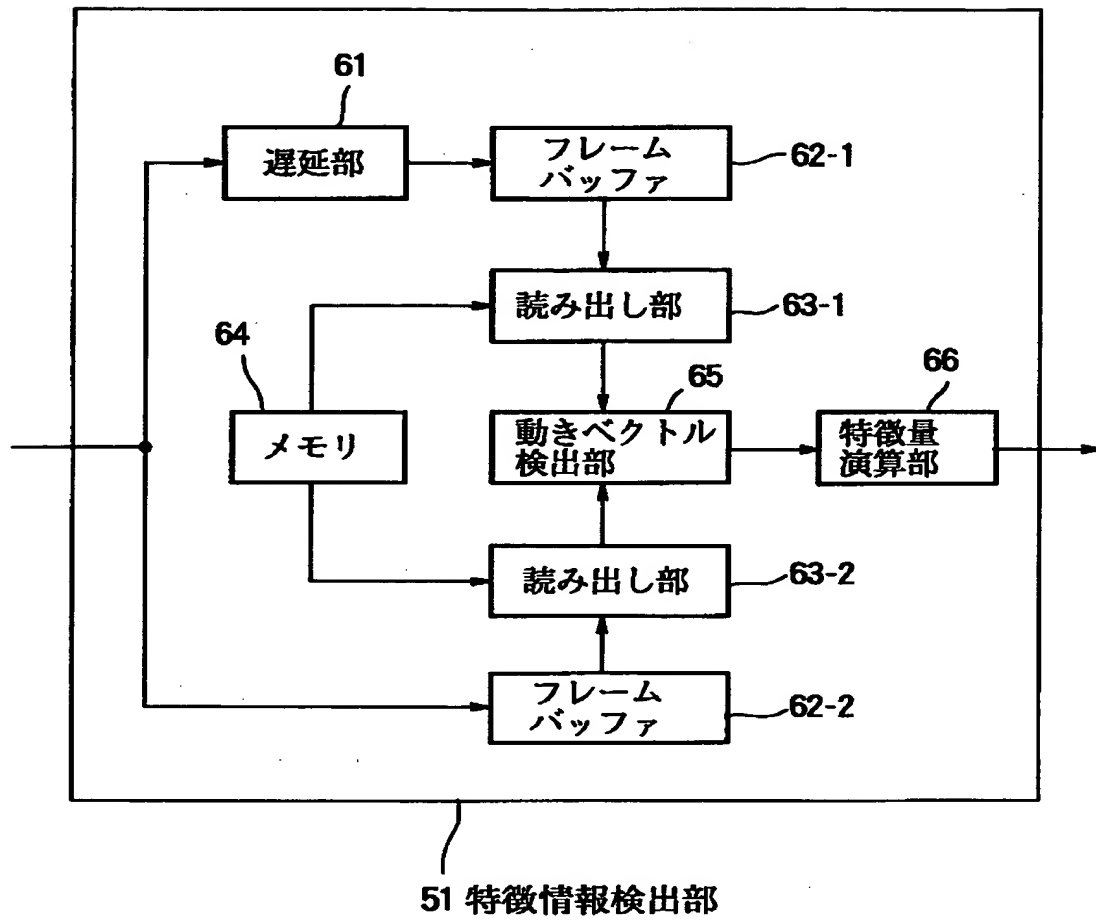 61
遅延部
フレーム
バッファ
62-1
読み出し部
63-1
64
メモリ
65
動きベクトル
検出部
66
特徴量
演算部
読み出し部
63-2
フレーム
バッファ
62-2
51 特徴情報検出部